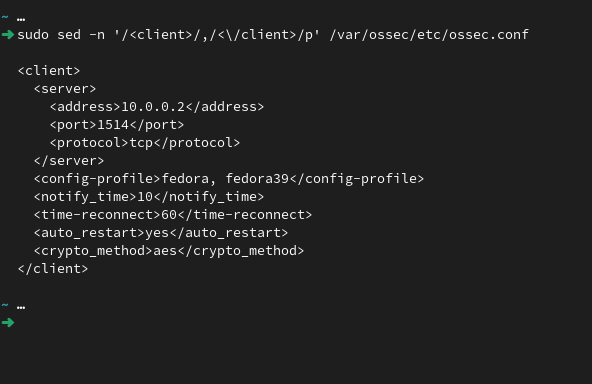 ~ …
➜ sudo sed -n '/<client>/,/<\/client>/p' /var/ossec/etc/ossec.conf
<client>
  <server>
    <address>10.0.0.2</address>
    <port>1514</port>
    <protocol>tcp</protocol>
  </server>
  <config-profile>fedora, fedora39</config-profile>
  <notify_time>10</notify_time>
  <time-reconnect>60</time-reconnect>
  <auto_restart>yes</auto_restart>
  <crypto_method>aes</crypto_method>
</client>
~ …
➜